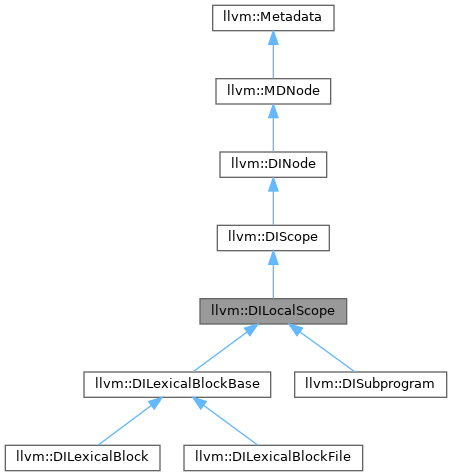 llvm::Metadata
llvm::MDNode
llvm::DINode
llvm::DIScope
llvm::DILocalScope
llvm::DILexicalBlockBase
llvm::DISubprogram
llvm::DILexicalBlock
llvm::DILexicalBlockFile